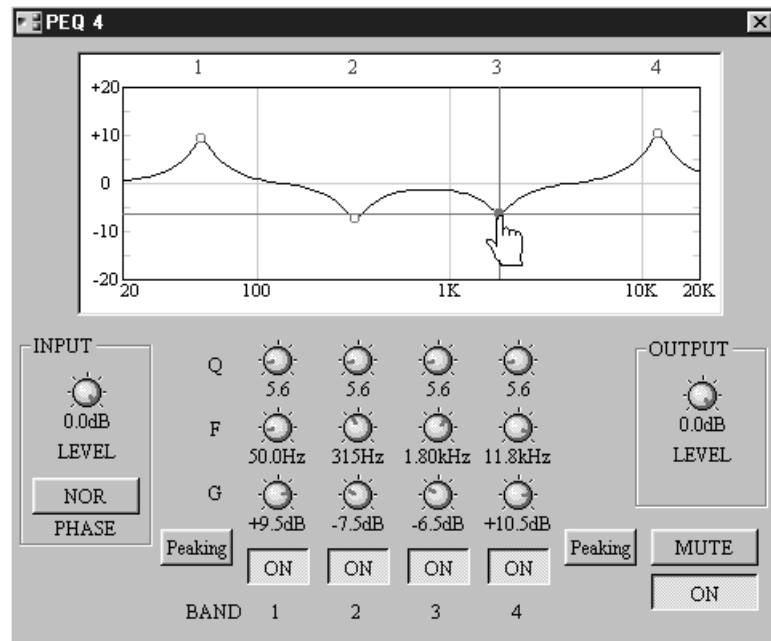 PEQ 4
1 2 3 4
+20
+10
0
-10
-20
20 100 1K 10K 20K
INPUT
0.0dB
LEVEL
NOR
PHASE
Q
5.6 5.6 5.6 5.6
F
50.0Hz 315Hz 1.80kHz 11.8kHz
G
+9.5dB -7.5dB -6.5dB +10.5dB
Peaking
ON ON ON ON
Peaking
BAND 1 2 3 4
OUTPUT
0.0dB
LEVEL
MUTE
ON